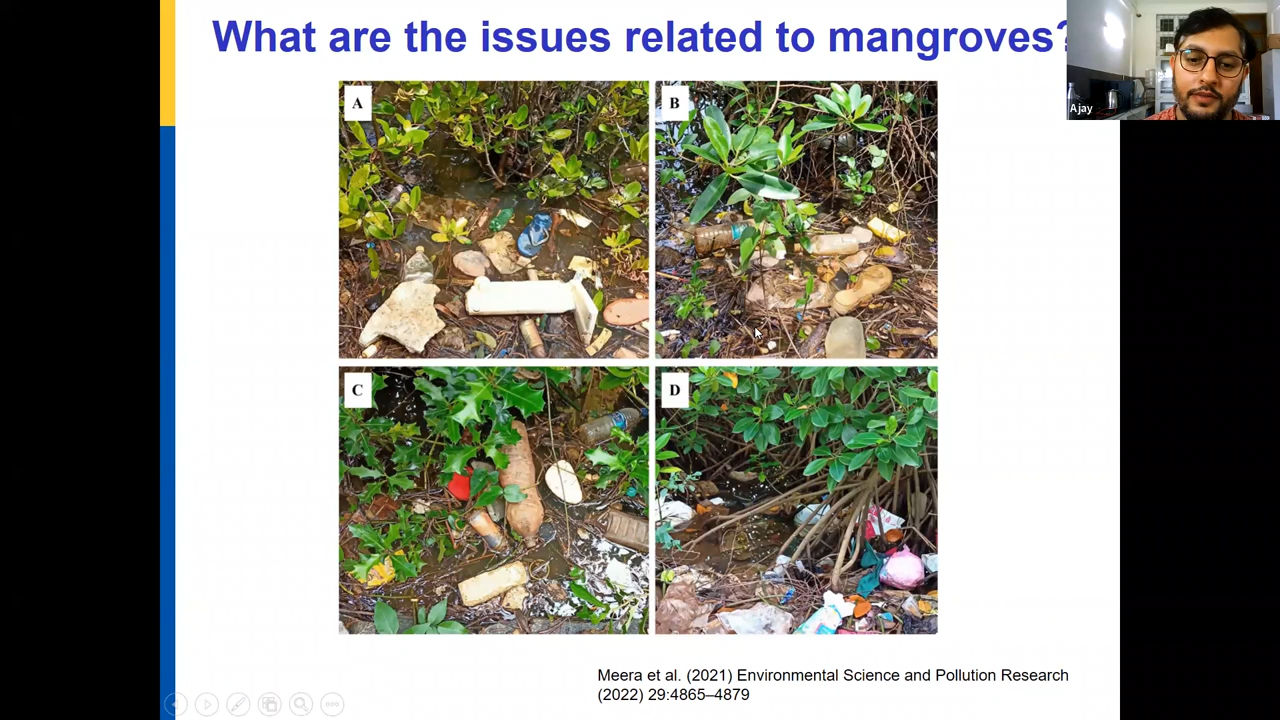 What are the issues related to mangroves?
Ajay
A
B
C
D
Meera et al. (2021) Environmental Science and Pollution Research
(2022) 29:4865–4879